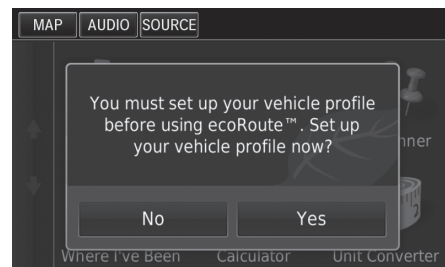 MAP AUDIO SOURCE
You must set up your vehicle profile
before using ecoRoute™. Set up
your vehicle profile now?
nner
No Yes
Where I've Been Calculator Unit Converter